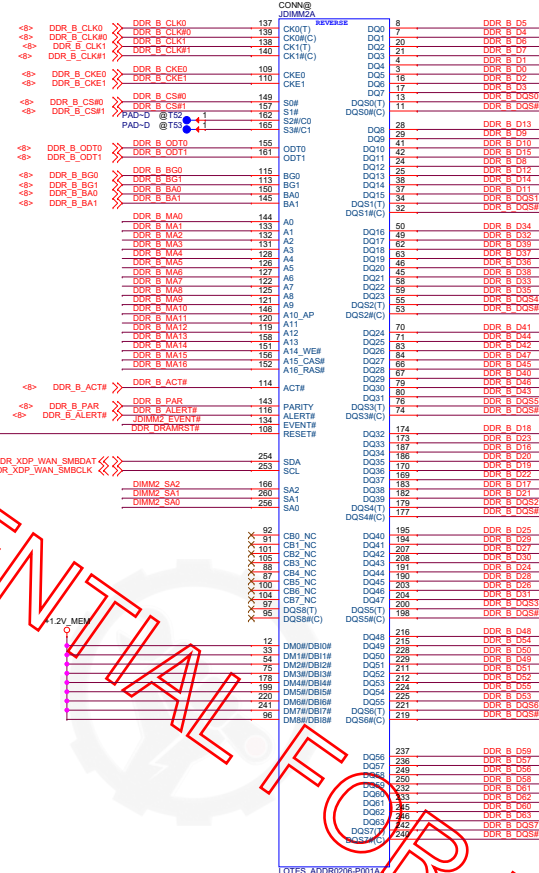 CONN@
JDIMM2A
REVERSE
<8> DDR_B_CLK0 DDR_B_CLK0 137 CK0(T) DQ0 8 DDR_B_D5
<8> DDR_B_CLK#0 DDR_B_CLK#0 139 CK0#(C) DQ1 7 DDR_B_D4
<8> DDR_B_CLK1 DDR_B_CLK1 138 CK1(T) DQ2 20 DDR_B_D6
<8> DDR_B_CLK#1 DDR_B_CLK#1 140 CK1#(C) DQ3 21 DDR_B_D7
DQ4 4 DDR_B_D1
<8> DDR_B_CKE0 DDR_B_CKE0 109 CKE0 DQ5 3 DDR_B_D0
<8> DDR_B_CKE1 DDR_B_CKE1 110 CKE1 DQ6 16 DDR_B_D2
DQ7 17 DDR_B_D3
<8> DDR_B_CS#0 DDR_B_CS#0 149 S0# DQS0(T) 13 DDR_B_DQS0
<8> DDR_B_CS#1 DDR_B_CS#1 157 S1# DQS0#(C) 11 DDR_B_DQS#
PAD~D @T52 1 162 S2#/C0
PAD~D @T53 1 165 S3#/C1 DQ8 28 DDR_B_D13
DQ9 29 DDR_B_D9
<8> DDR_B_ODT0 DDR_B_ODT0 155 ODT0 DQ10 41 DDR_B_D10
<8> DDR_B_ODT1 DDR_B_ODT1 161 ODT1 DQ11 42 DDR_B_D15
DQ12 24 DDR_B_D8
<8> DDR_B_BG0 DDR_B_BG0 115 BG0 DQ13 25 DDR_B_D12
<8> DDR_B_BG1 DDR_B_BG1 113 BG1 DQ14 38 DDR_B_D14
<8> DDR_B_BA0 DDR_B_BA0 150 BA0 DQ15 37 DDR_B_D11
<8> DDR_B_BA1 DDR_B_BA1 145 BA1 DQS1(T) 34 DDR_B_DQS1
DQS1#(C) 32 DDR_B_DQS#
DDR_B_MA0 144 A0
DDR_B_MA1 133 A1 DQ16 50 DDR_B_D34
DDR_B_MA2 132 A2 DQ17 49 DDR_B_D32
DDR_B_MA3 131 A3 DQ18 62 DDR_B_D39
DDR_B_MA4 128 A4 DQ19 63 DDR_B_D37
DDR_B_MA5 126 A5 DQ20 46 DDR_B_D36
DDR_B_MA6 127 A6 DQ21 45 DDR_B_D38
DDR_B_MA7 122 A7 DQ22 58 DDR_B_D33
DDR_B_MA8 125 A8 DQ23 59 DDR_B_D35
DDR_B_MA9 121 A9 DQS2(T) 55 DDR_B_DQS4
DDR_B_MA10 146 A10_AP DQS2#(C) 53 DDR_B_DQS#
DDR_B_MA11 120 A11
DDR_B_MA12 119 A12 DQ24 70 DDR_B_D41
DDR_B_MA13 158 A13 DQ25 71 DDR_B_D44
DDR_B_MA14 151 A14_WE# DQ26 83 DDR_B_D42
DDR_B_MA15 156 A15_CAS# DQ27 84 DDR_B_D47
DDR_B_MA16 152 A16_RAS# DQ28 66 DDR_B_D45
DQ29 67 DDR_B_D40
<8> DDR_B_ACT# DDR_B_ACT# 114 ACT# DQ30 79 DDR_B_D46
DQ31 80 DDR_B_D43
<8> DDR_B_PAR DDR_B_PAR 143 PARITY DQS3(T) 76 DDR_B_DQS5
<8> DDR_B_ALERT# DDR_B_ALERT# 116 ALERT# DQS3#(C) 74 DDR_B_DQS#
JDIMM2_EVENT# 134 EVENT#
DDR_DRAMRST# 108 RESET# DQ32 174 DDR_B_D18
DQ33 173 DDR_B_D23
DQ34 187 DDR_B_D16
DR_XDP_WAN_SMBDAT 254 SDA DQ35 186 DDR_B_D20
DR_XDP_WAN_SMBCLK 253 SCL DQ36 170 DDR_B_D19
DQ37 169 DDR_B_D22
DIMM2_SA2 166 SA2 DQ38 183 DDR_B_D17
DIMM2_SA1 260 SA1 DQ39 182 DDR_B_D21
DIMM2_SA0 256 SA0 DQS4(T) 179 DDR_B_DQS2
DQS4#(C) 177 DDR_B_DQS#
92 CB0_NC DQ40 195 DDR_B_D25
91 CB1_NC DQ41 194 DDR_B_D29
101 CB2_NC DQ42 207 DDR_B_D27
105 CB3_NC DQ43 208 DDR_B_D30
88 CB4_NC DQ44 191 DDR_B_D24
87 CB5_NC DQ45 190 DDR_B_D28
100 CB6_NC DQ46 203 DDR_B_D26
104 CB7_NC DQ47 204 DDR_B_D31
97 DQS8(T) DQS5(T) 200 DDR_B_DQS3
95 DQS8#(C) DQS5#(C) 198 DDR_B_DQS#
+1.2V_MEM
DQ48 216 DDR_B_D48
12 DM0#/DBI0# DQ49 215 DDR_B_D54
33 DM1#/DBI1# DQ50 228 DDR_B_D50
54 DM2#/DBI2# DQ51 229 DDR_B_D49
75 DM3#/DBI3# DQ52 211 DDR_B_D51
178 DM4#/DBI4# DQ53 212 DDR_B_D52
199 DM5#/DBI5# DQ54 224 DDR_B_D55
220 DM6#/DBI6# DQ55 225 DDR_B_D53
241 DM7#/DBI7# DQS6(T) 221 DDR_B_DQS6
96 DM8#/DBI8# DQS6#(C) 219 DDR_B_DQS#
DQ56 237 DDR_B_D59
DQ57 236 DDR_B_D57
DQ58 249 DDR_B_D56
DQ59 250 DDR_B_D58
DQ60 232 DDR_B_D61
DQ61 233 DDR_B_D62
DQ62 245 DDR_B_D60
DQ63 246 DDR_B_D63
DQS7(T) 242 DDR_B_DQS7
DQS7#(C) 240 DDR_B_DQS#
LOTES_ADDR0206-P001A
ENTIAL FOR